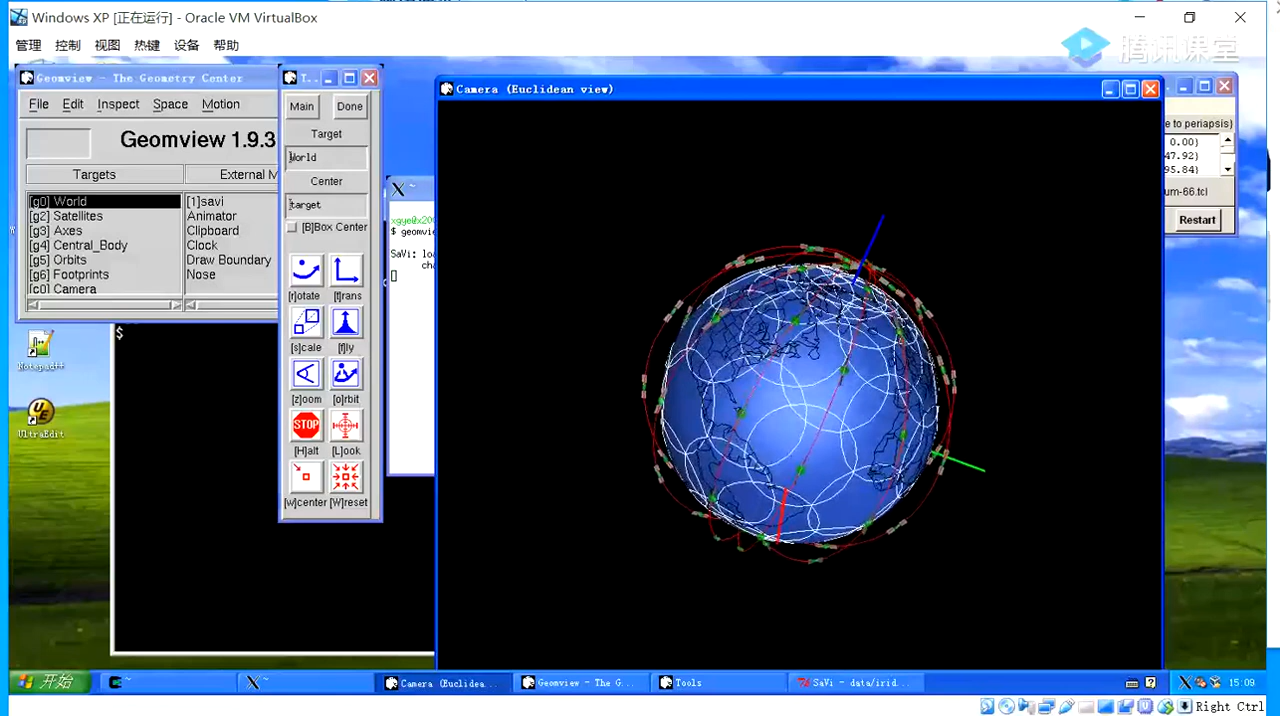 Windows XP [正在运行] - Oracle VM VirtualBox
管理 控制 视图 热键 设备 帮助
腾讯课堂
Geomview - The Geometry Center
File Edit Inspect Space Motion
Geomview 1.9.3
Targets External M
[g0] World
[g2] Satellites
[g3] Axes
[g4] Central_Body
[g5] Orbits
[g6] Footprints
[c0] Camera
[1]savi
Animator
Clipboard
Clock
Draw Boundary
Nose
T..
Main Done
Target
World
Center
target
[B]Box Center
[r]otate [t]rans
[s]cale [f]ly
[z]oom [o]rbit
STOP
[H]alt [L]ook
[w]center [W]reset
X ~
xgye@x200
$ geomview
SaVi: loa
cha
Camera (Euclidean view)
e to periapsis)
0.00}
47.92}
95.84}
um-66.tcl
Restart
$
Notepad++
UltraEdit
开始
~
X ~
Camera (Euclidea...
Geomview - The G...
Tools
SaVi - data/irid...
15:09
Right Ctrl